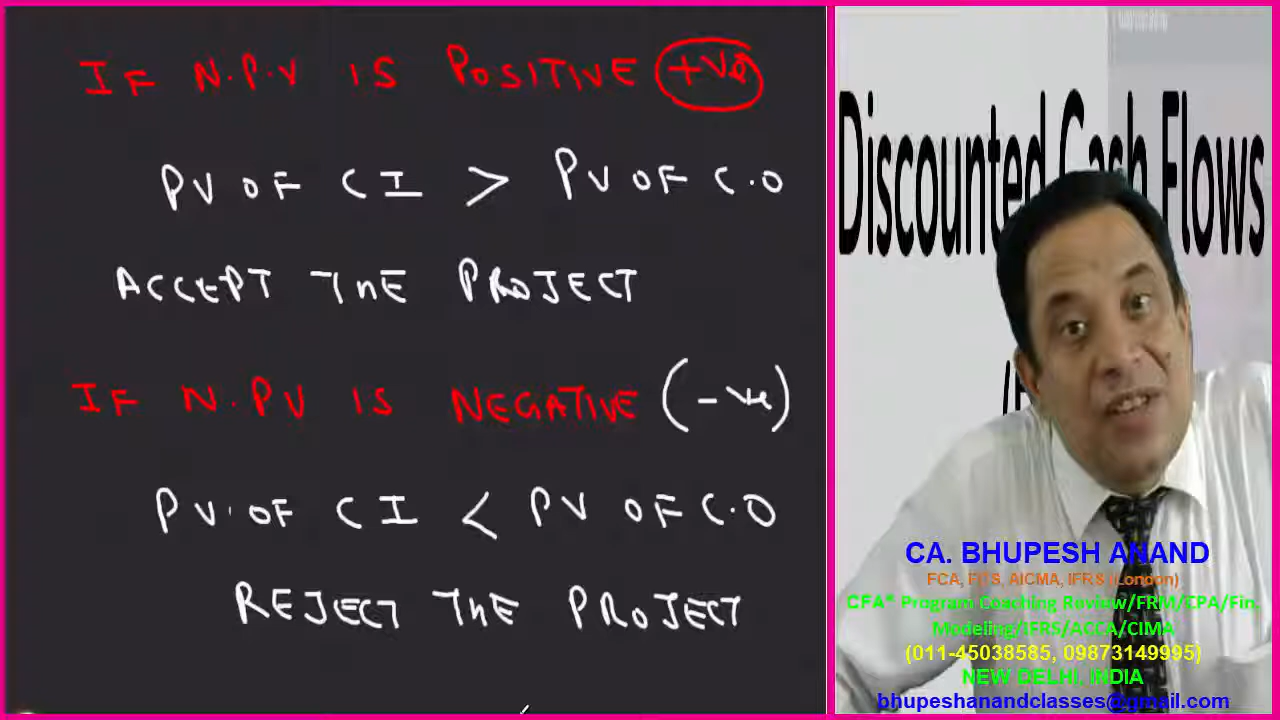 IF N.P.V IS POSITIVE +ve
PV OF CI > PV OF C.O
ACCEPT THE PROJECT
IF N.PV IS NEGATIVE (-ve)
PV. OF CI < PV OF C.O
REJECT THE PROJECT
Discounted Cash Flows
CA. BHUPESH ANAND
FCA, FITS, AICMA, IFRS (London)
CFA® Program Coaching Review/FRM/CPA/Fin.
Modeling/IFRS/ACCA/CIMA
(011-45038585, 09873149995)
NEW DELHI. INDIA
bhupeshanandclasses@gmail.com